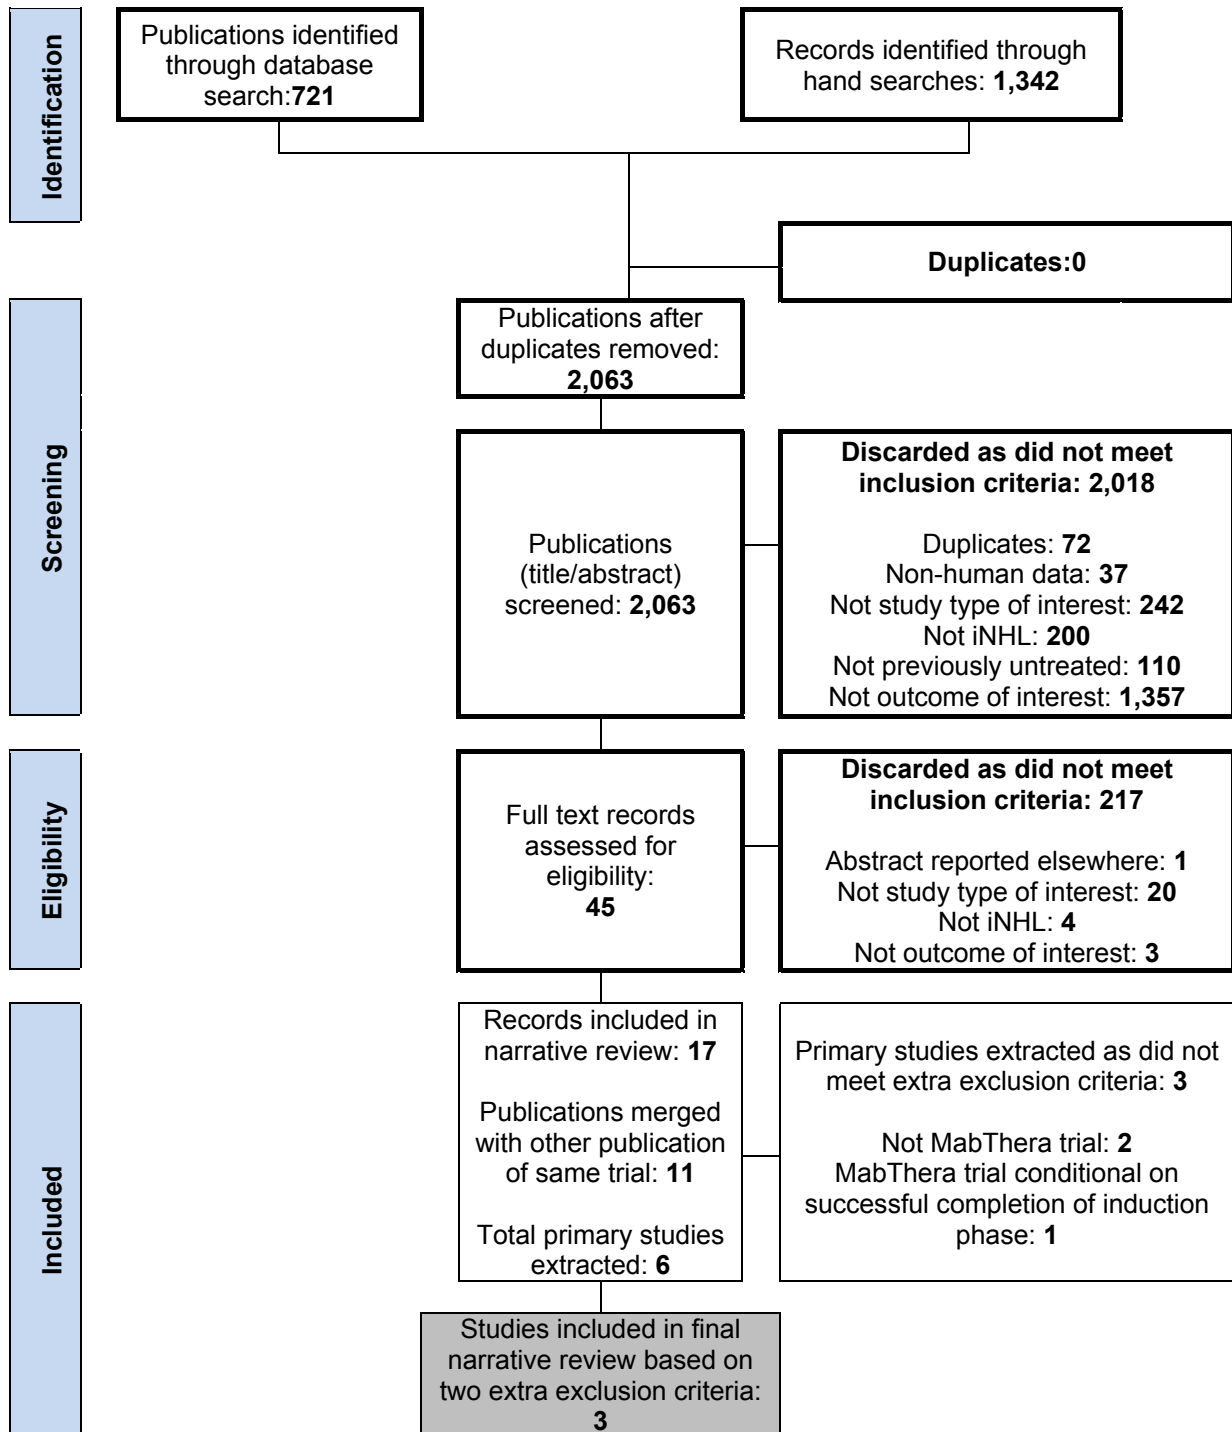 Identification
Publications identified
through database
search:721
Records identified through
hand searches: 1,342
Duplicates:0
Screening
Publications after
duplicates removed:
2,063
Publications
(title/abstract)
screened: 2,063
Discarded as did not meet
inclusion criteria: 2,018
Duplicates: 72
Non-human data: 37
Not study type of interest: 242
Not iNHL: 200
Not previously untreated: 110
Not outcome of interest: 1,357
Eligibility
Full text records
assessed for
eligibility:
45
Discarded as did not meet
inclusion criteria: 217
Abstract reported elsewhere: 1
Not study type of interest: 20
Not iNHL: 4
Not outcome of interest: 3
Included
Records included in
narrative review: 17
Publications merged
with other publication
of same trial: 11
Total primary studies
extracted: 6
Primary studies extracted as did not
meet extra exclusion criteria: 3
Not MabThera trial: 2
MabThera trial conditional on
successful completion of induction
phase: 1
Studies included in final
narrative review based on
two extra exclusion criteria:
3